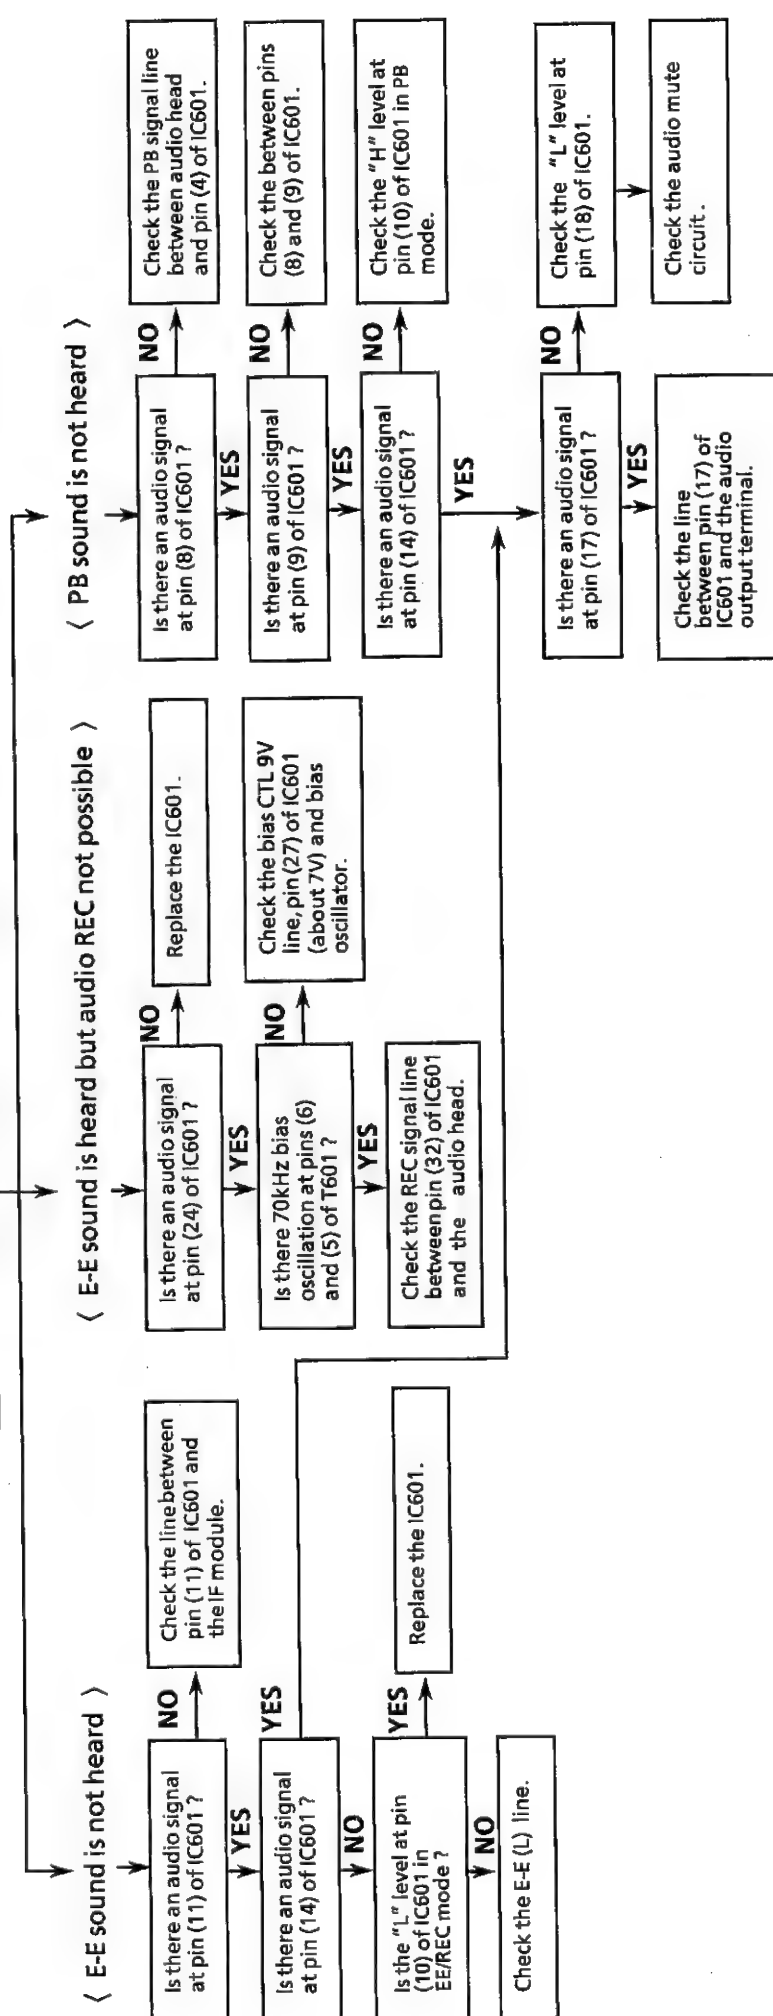 〈 E-E sound is not heard 〉
Is there an audio signal
at pin (11) of IC601 ?
NO
Check the line between
pin (11) of IC601 and
the IF module.
YES
Is there an audio signal
at pin (14) of IC601 ?
YES
NO
Is the "L" level at pin
(10) of IC601 in
EE/REC mode ?
YES
Replace the IC601.
NO
Check the E-E (L) line.
〈 E-E sound is heard but audio REC not possible 〉
Is there an audio signal
at pin (24) of IC601 ?
NO
Replace the IC601.
YES
Is there 70kHz bias
oscillation at pins (6)
and (5) of T601 ?
NO
Check the bias CTL 9V
line, pin (27) of IC601
(about 7V) and bias
oscillator.
YES
Check the REC signal line
between pin (32) of IC601
and the audio head.
〈 PB sound is not heard 〉
Is there an audio signal
at pin (8) of IC601 ?
NO
Check the PB signal line
between audio head
and pin (4) of IC601.
YES
Is there an audio signal
at pin (9) of IC601 ?
NO
Check the between pins
(8) and (9) of IC601.
YES
Is there an audio signal
at pin (14) of IC601 ?
NO
Check the "H" level at
pin (10) of IC601 in PB
mode.
YES
Is there an audio signal
at pin (17) of IC601 ?
NO
Check the "L" level at
pin (18) of IC601.
Check the audio mute
circuit.
YES
Check the line
between pin (17) of
IC601 and the audio
output terminal.